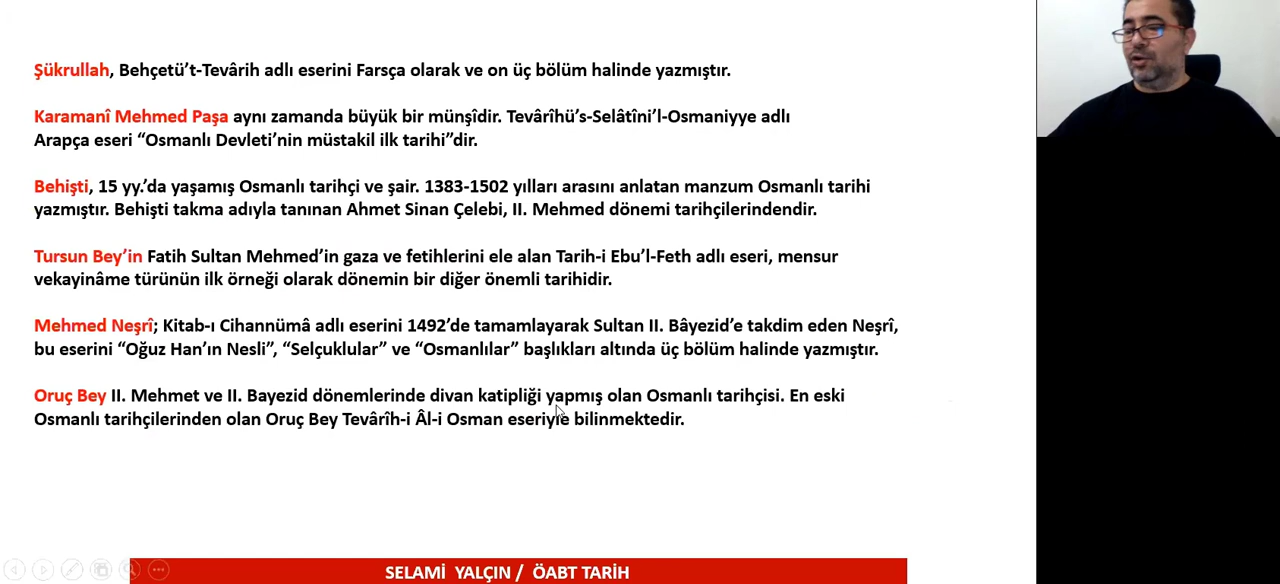 Şükrullah, Behçetü’t-Tevârih adlı eserini Farsça olarak ve on üç bölüm halinde yazmıştır.
Karamanî Mehmed Paşa aynı zamanda büyük bir münşîdir. Tevârîhü’s-Selâtîni’l-Osmaniyye adlı
Arapça eseri “Osmanlı Devleti’nin müstakil ilk tarihi”dir.
Behişti, 15 yy.’da yaşamış Osmanlı tarihçi ve şair. 1383-1502 yılları arasını anlatan manzum Osmanlı tarihi
yazmıştır. Behişti takma adıyla tanınan Ahmet Sinan Çelebi, II. Mehmed dönemi tarihçilerindendir.
Tursun Bey’in Fatih Sultan Mehmed’in gaza ve fetihlerini ele alan Tarih-i Ebu’l-Feth adlı eseri, mensur
vekayinâme türünün ilk örneği olarak dönemin bir diğer önemli tarihidir.
Mehmed Neşrî; Kitab-ı Cihannümâ adlı eserini 1492’de tamamlayarak Sultan II. Bâyezid’e takdim eden Neşrî,
bu eserini “Oğuz Han’ın Nesli”, “Selçuklular” ve “Osmanlılar” başlıkları altında üç bölüm halinde yazmıştır.
Oruç Bey II. Mehmet ve II. Bayezid dönemlerinde divan katipliği yapmış olan Osmanlı tarihçisi. En eski
Osmanlı tarihçilerinden olan Oruç Bey Tevârîh-i Âl-i Osman eseriyle bilinmektedir.
SELAMİ YALÇIN / ÖABT TARİH